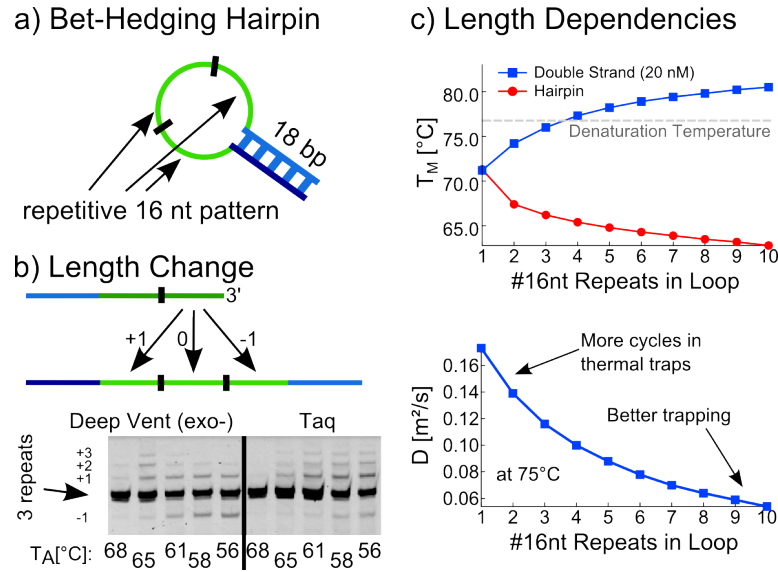 a) Bet-Hedging Hairpin
18 bp
repetitive 16 nt pattern
b) Length Change
3'
+1
0
-1
Deep Vent (exo-)
Taq
3 repeats
+3
+2
+1
-1
TA[°C]:
68
65
61
58
56
68
65
61
58
56
c) Length Dependencies
Double Strand (20 nM)
Hairpin
Denaturation Temperature
TM [°C]
80.0
75.0
70.0
65.0
1 2 3 4 5 6 7 8 9 10
#16nt Repeats in Loop
More cycles in
thermal traps
Better trapping
at 75°C
D [m²/s]
0.16
0.14
0.12
0.10
0.08
0.06
1 2 3 4 5 6 7 8 9 10
#16nt Repeats in Loop